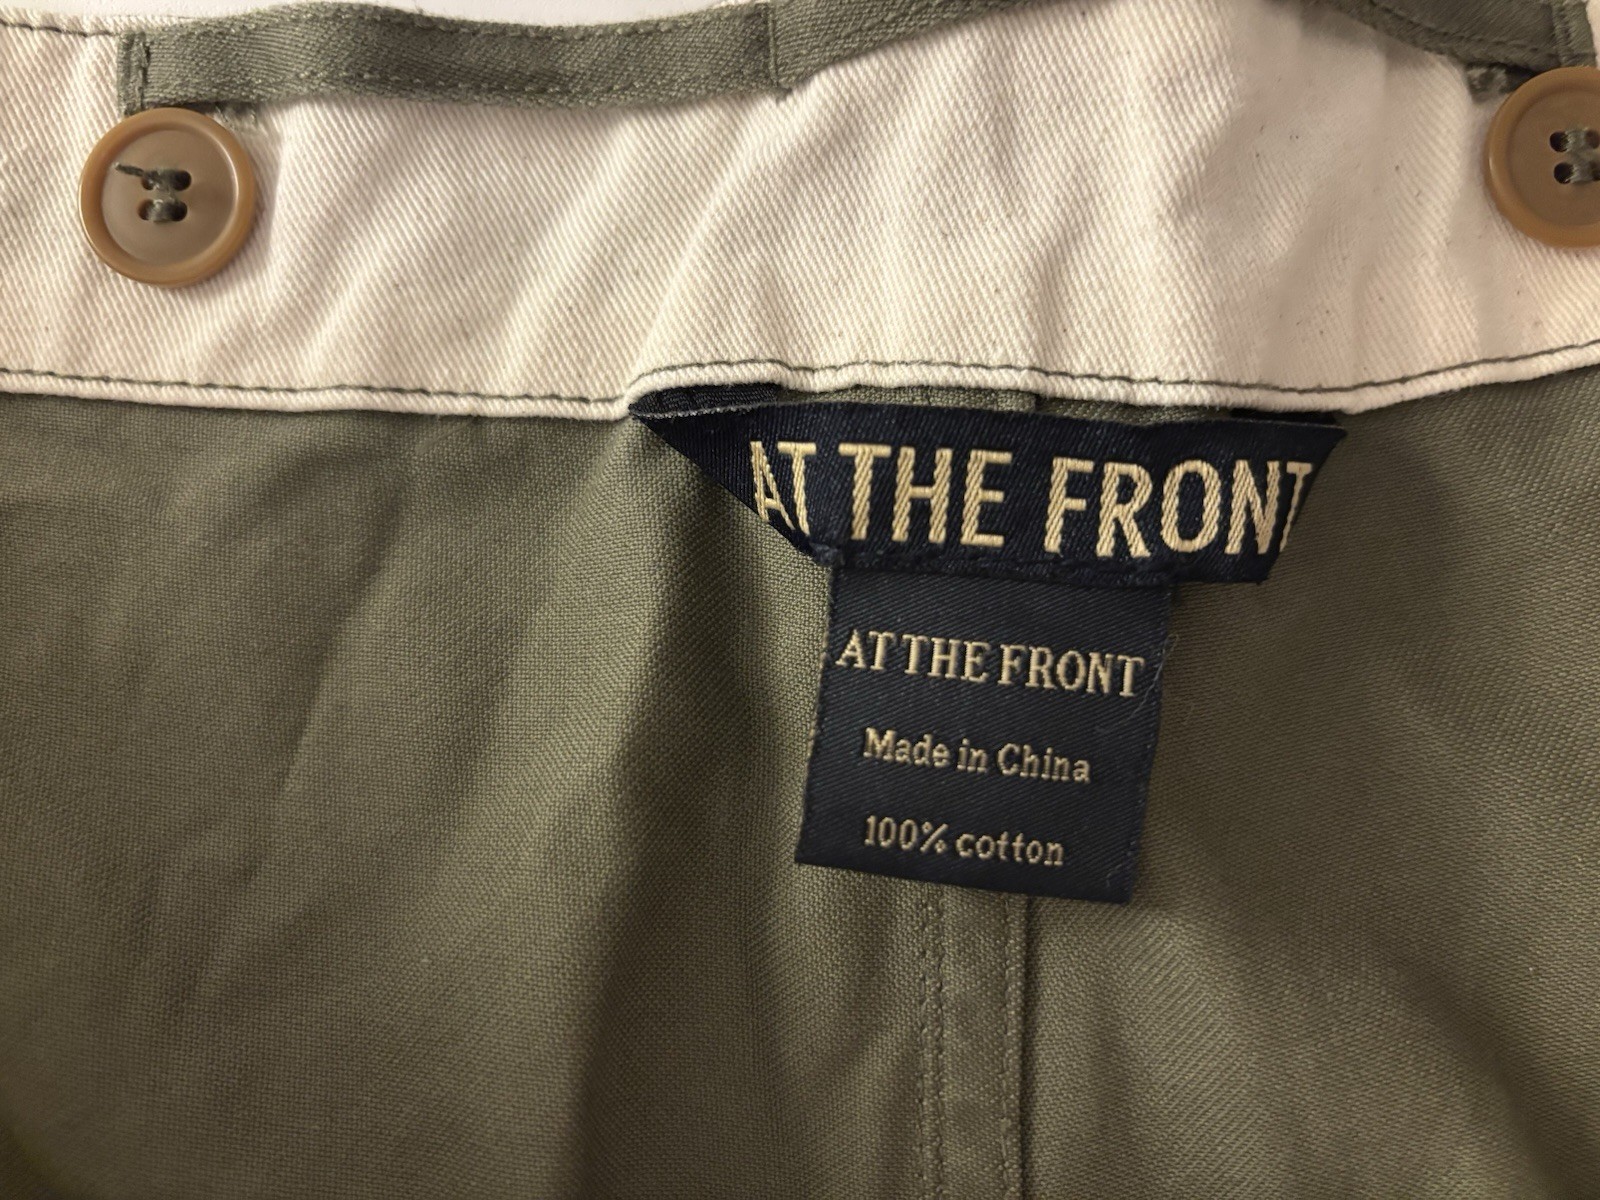 AT THE FRONT
AT THE FRONT
Made in China
100% cotton